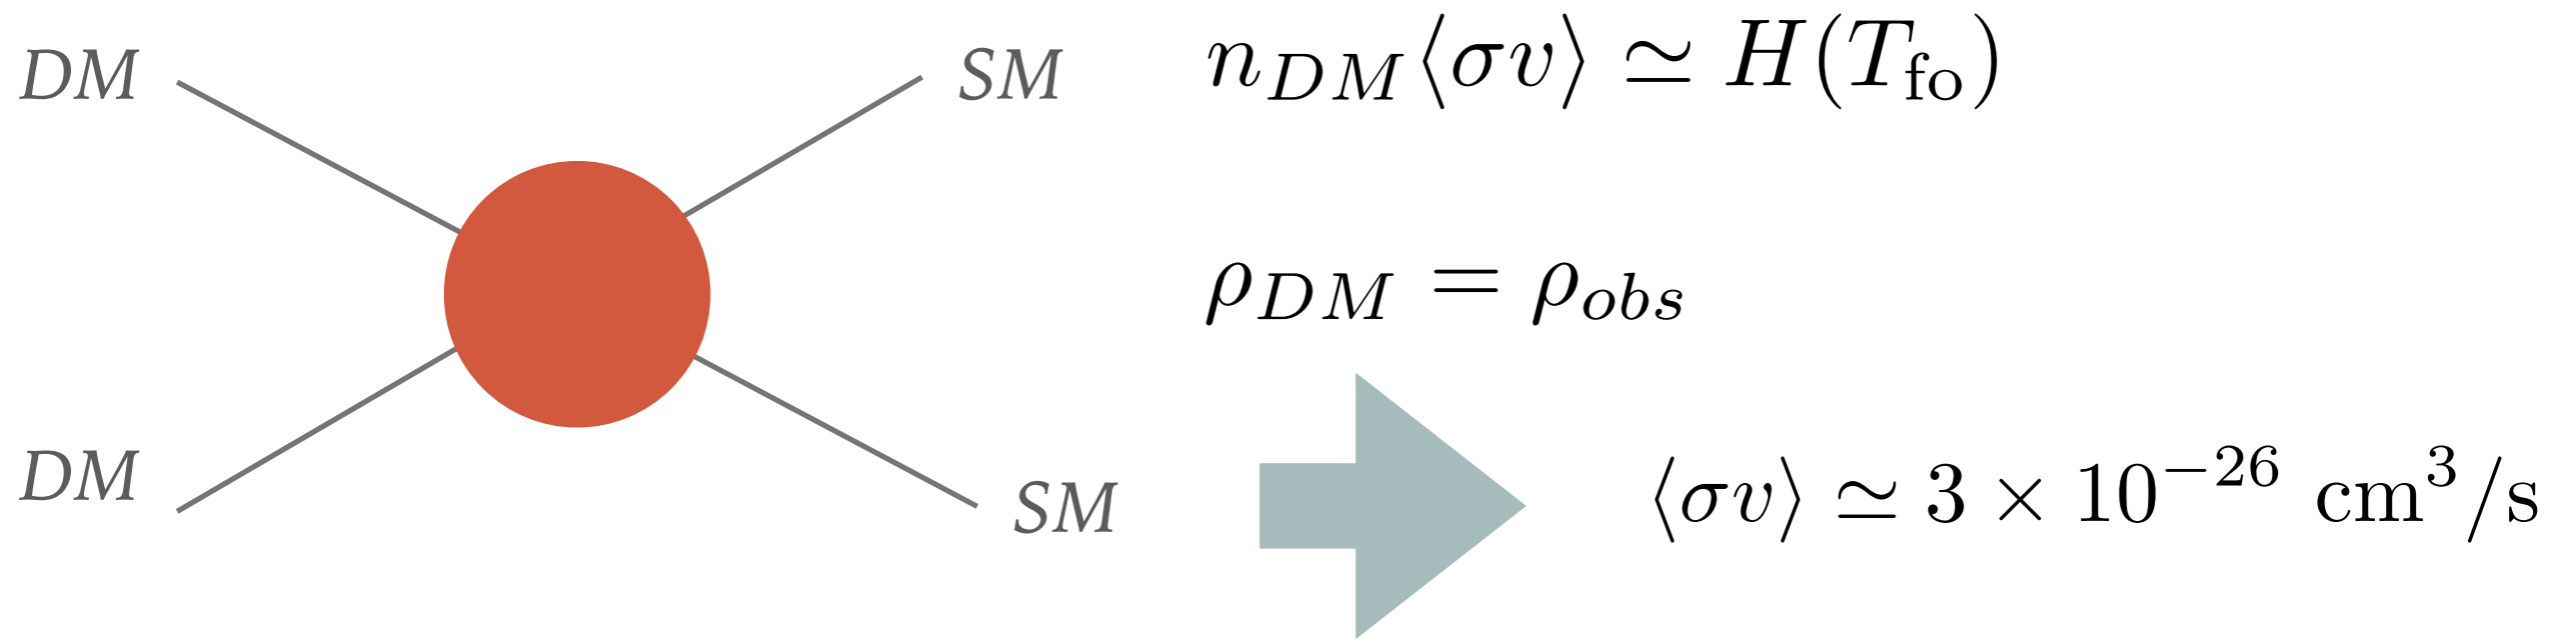 DM
SM
n_{DM}⟨σv⟩ ≃ H(T_{fo})
ρ_{DM} = ρ_{obs}
DM
SM
⟨σv⟩ ≃ 3 × 10^{−26} cm^3/s